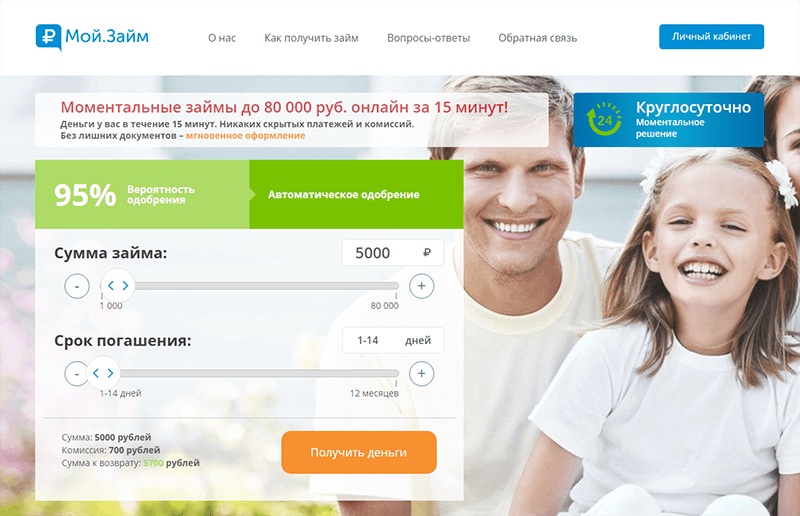 Мой.Займ
О нас
Как получить займ
Вопросы-ответы
Обратная связь
Личный кабинет
Моментальные займы до 80 000 руб. онлайн за 15 минут!
Деньги у вас в течение 15 минут. Никаких скрытых платежей и комиссий.
Без лишних документов – мгновенное оформление
24
Круглосуточно
Моментальное
решение
95%
Вероятность
одобрения
Автоматическое одобрение
Сумма займа:
5000 ₽
-
+
1 000
80 000
Срок погашения:
1-14 дней
-
+
1-14 дней
12 месяцев
Сумма: 5000 рублей
Комиссия: 700 рублей
Сумма к возврату: 5700 рублей
Получить деньги